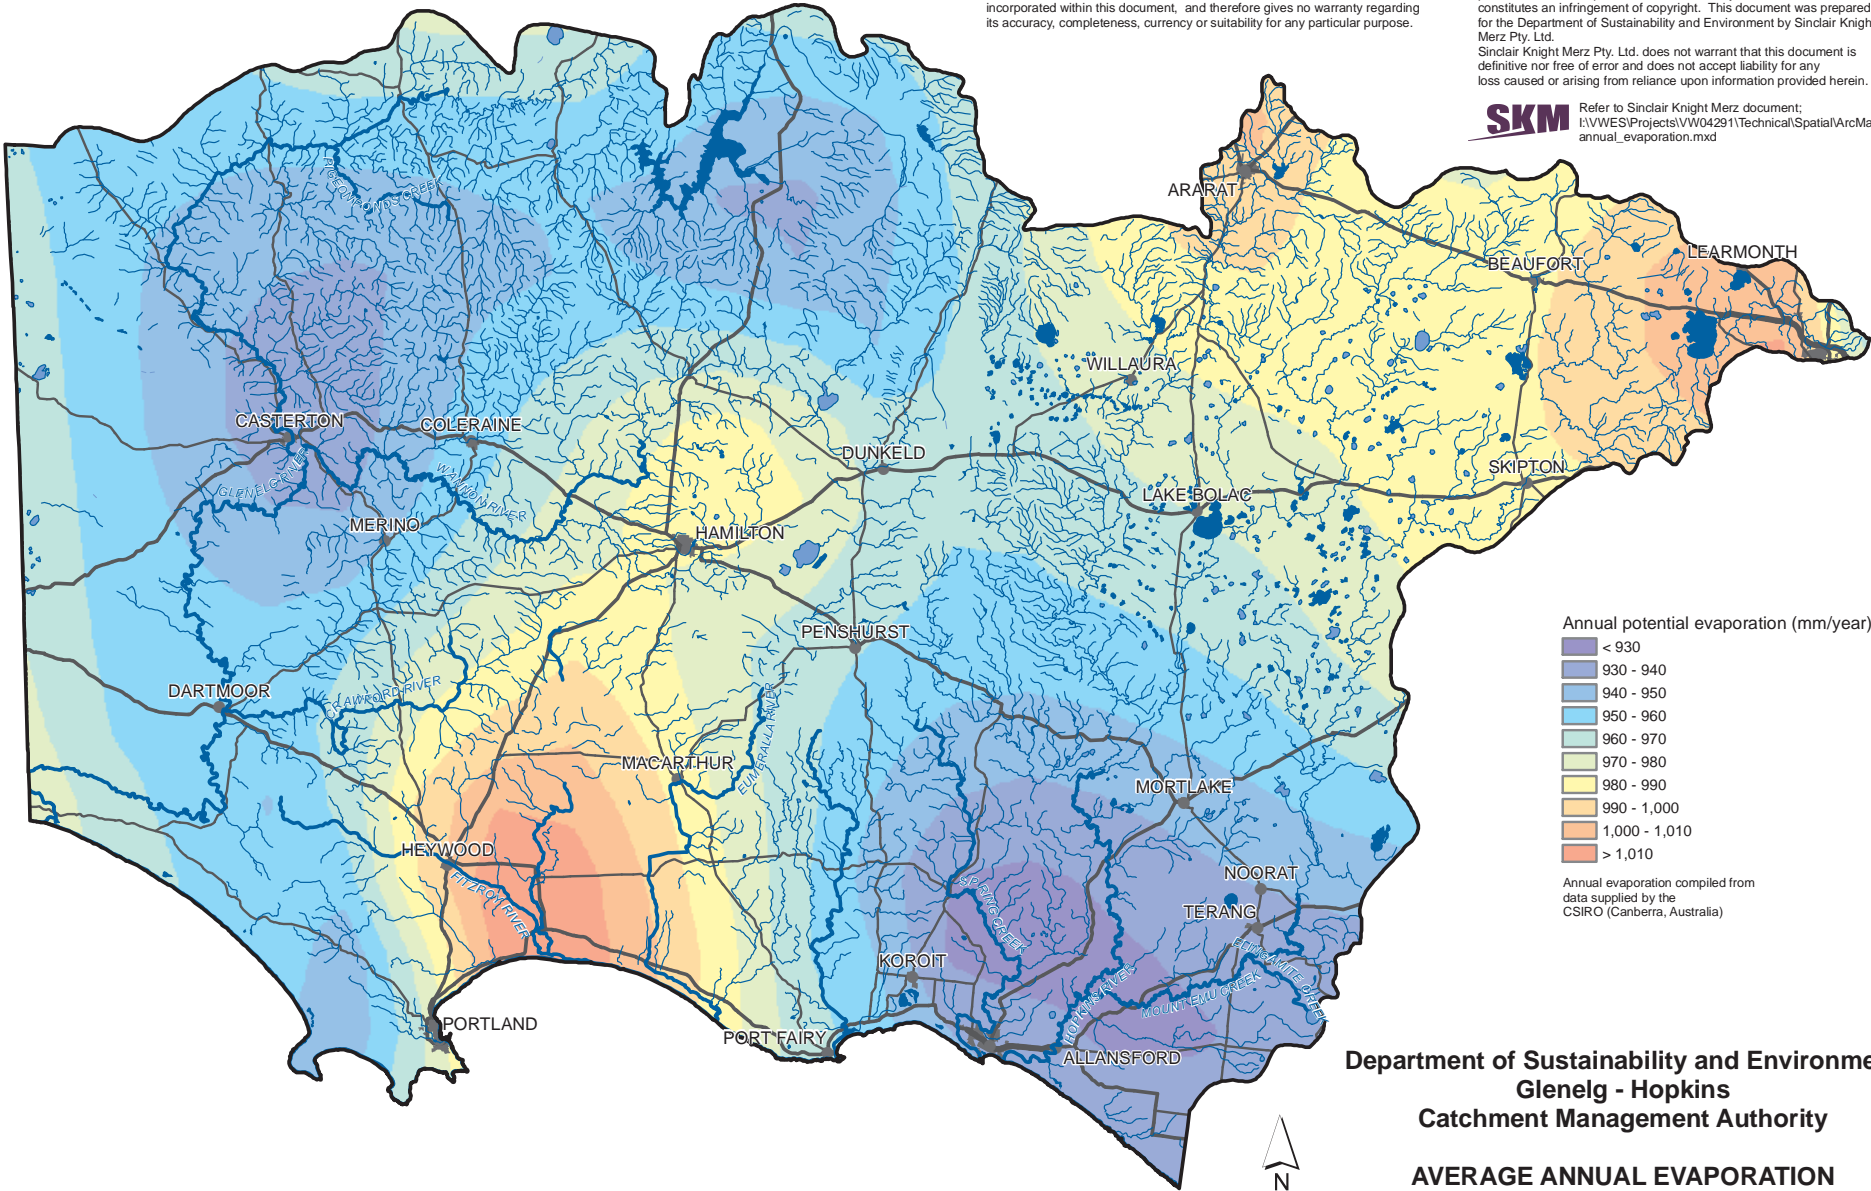 incorporated within this document, and therefore gives no warranty regarding
its accuracy, completeness, currency or suitability for any particular purpose.
constitutes an infringement of copyright. This document was prepared
for the Department of Sustainability and Environment by Sinclair Knigh
Merz Pty. Ltd.
Sinclair Knight Merz Pty. Ltd. does not warrant that this document is
definitive nor free of error and does not accept liability for any
loss caused or arising from reliance upon information provided herein.
SKM
Refer to Sinclair Knight Merz document;
I:\VWES\Projects\VW04291\Technical\Spatial\ArcMa
annual_evaporation.mxd
PIGEON PONDS CREEK
ARARAT
BEAUFORT
LEARMONTH
WILLAURA
CASTERTON
COLERAINE
DUNKELD
GLENELG RIVER
WANNON RIVER
SKIPTON
LAKE BOLAC
MERINO
HAMILTON
PENSHURST
DARTMOOR
CRAWFORD RIVER
EUMERALLA RIVER
MACARTHUR
MORTLAKE
HEYWOOD
FITZROY RIVER
SPRING CREEK
NOORAT
TERANG
EMU CREEK
KOROIT
HOPKINS RIVER
MOUNT EMU CREEK
PORTLAND
PORT FAIRY
ALLANSFORD
Annual potential evaporation (mm/year)
< 930
930 - 940
940 - 950
950 - 960
960 - 970
970 - 980
980 - 990
990 - 1,000
1,000 - 1,010
> 1,010
Annual evaporation compiled from
data supplied by the
CSIRO (Canberra, Australia)
Department of Sustainability and Environme
Glenelg - Hopkins
Catchment Management Authority
N
AVERAGE ANNUAL EVAPORATION